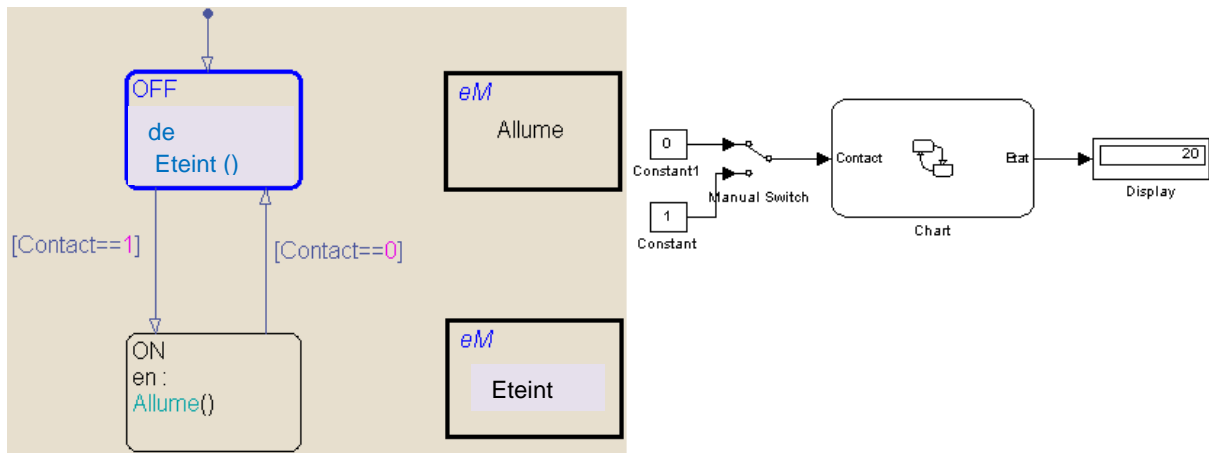 OFF
de
Eteint ()
eM
Allume
[Contact==1]
[Contact==0]
ON
en :
Allume()
eM
Eteint
0
Constant1
1
Constant
Manual Switch
Contact
Etat
Chart
20
Display